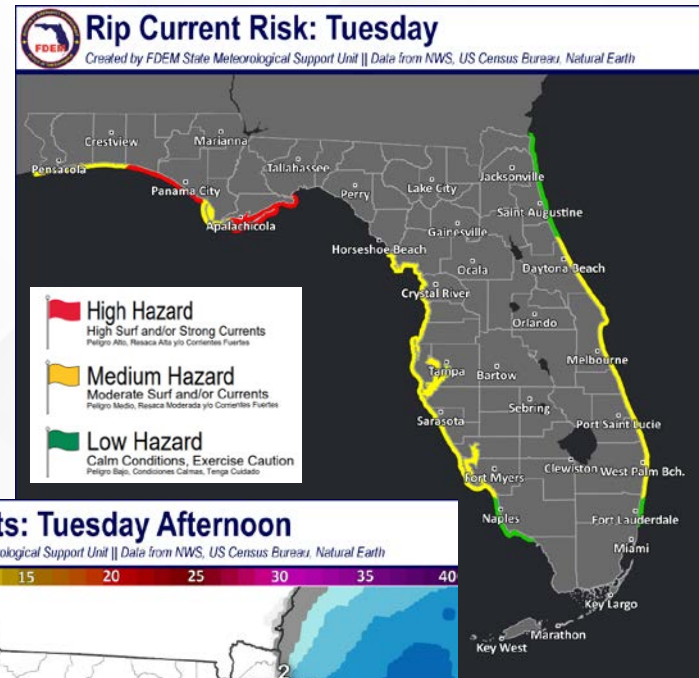 FDEM
Rip Current Risk: Tuesday
Created by FDEM State Meteorological Support Unit || Data from NWS, US Census Bureau, Natural Earth
Crestview
Marianna
Pensacola
Tallahassee
Jacksonville
Panama City
Perry
Lake City
Saint Augustine
Apalachicola
Gainesville
Horseshoe Beach
Ocala
Daytona Beach
Crystal River
Orlando
Melbourne
Tampa
Bartow
Sebring
Sarasota
Port Saint Lucie
Fort Myers
Clewiston
West Palm Bch.
Naples
Fort Lauderdale
Miami
Key Largo
Marathon
Key West
High Hazard
High Surf and/or Strong Currents
Peligro Alto, Resaca Alta y/o Corrientes Fuertes
Medium Hazard
Moderate Surf and/or Currents
Peligro Medio, Resaca Moderada y/o Corrientes Fuertes
Low Hazard
Calm Conditions, Exercise Caution
Peligro Bajo, Condiciones Calmas, Tenga Cuidado
ts: Tuesday Afternoon
ological Support Unit || Data from NWS, US Census Bureau, Natural Earth
15 20 25 30 35 40
2